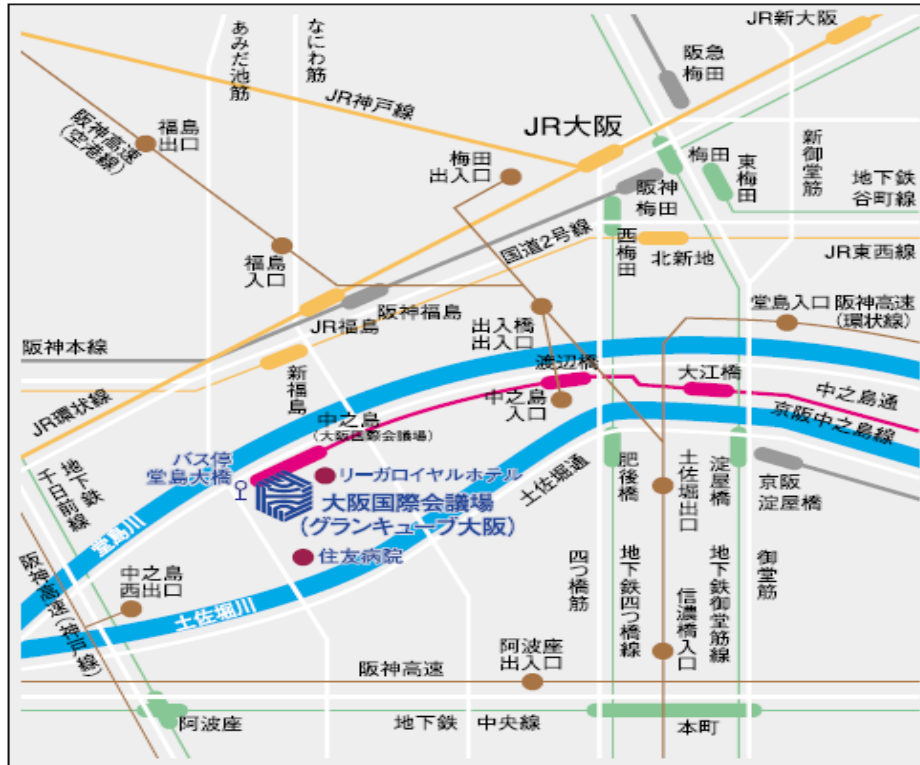 JR新大阪
阪急
梅田
あみだ池筋
なにわ筋
JR神戸線
JR大阪
阪神高速
(空港線)
福島
出口
梅田
出入口
梅田
東梅田
新御堂筋
地下鉄
谷町線
阪神
梅田
西梅田
国道2号線
北新地
JR東西線
福島
入口
阪神福島
JR福島
出入橋
出入口
堂島入口
阪神高速
(環状線)
阪神本線
新福島
渡辺橋
大江橋
中之島通
中之島
(大阪国際会議場)
中之島
入口
京阪中之島線
JR環状線
バス停
堂島大橋
リーガロイヤルホテル
土佐堀通
肥後橋
土佐堀出口
淀屋橋
京阪
淀屋橋
地下鉄
千日前線
大阪国際会議場
(グランキューブ大阪)
堂島川
住友病院
中之島
西出口
土佐堀川
阪神高速(神戸線)
四つ橋筋
地下鉄四つ橋線
信濃橋入口
地下鉄御堂筋線
御堂筋
阪神高速
阿波座
出入口
阿波座
地下鉄
中央線
本町